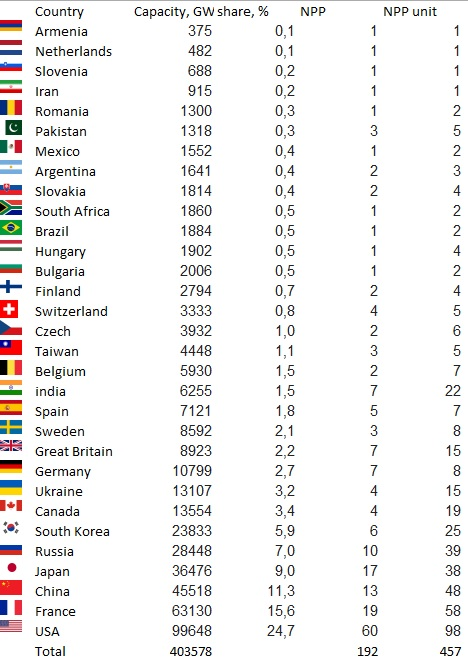 Country Capacity, GW share, % NPP NPP unit
Armenia 375 0,1 1 1
Netherlands 482 0,1 1 1
Slovenia 688 0,2 1 1
Iran 915 0,2 1 1
Romania 1300 0,3 1 2
Pakistan 1318 0,3 3 5
Mexico 1552 0,4 1 2
Argentina 1641 0,4 2 3
Slovakia 1814 0,4 2 4
South Africa 1860 0,5 1 2
Brazil 1884 0,5 1 2
Hungary 1902 0,5 1 4
Bulgaria 2006 0,5 1 2
Finland 2794 0,7 2 4
Switzerland 3333 0,8 4 5
Czech 3932 1,0 2 6
Taiwan 4448 1,1 3 5
Belgium 5930 1,5 2 7
india 6255 1,5 7 22
Spain 7121 1,8 5 7
Sweden 8592 2,1 3 8
Great Britain 8923 2,2 7 15
Germany 10799 2,7 7 8
Ukraine 13107 3,2 4 15
Canada 13554 3,4 4 19
South Korea 23833 5,9 6 25
Russia 28448 7,0 10 39
Japan 36476 9,0 17 38
China 45518 11,3 13 48
France 63130 15,6 19 58
USA 99648 24,7 60 98
Total 403578 192 457